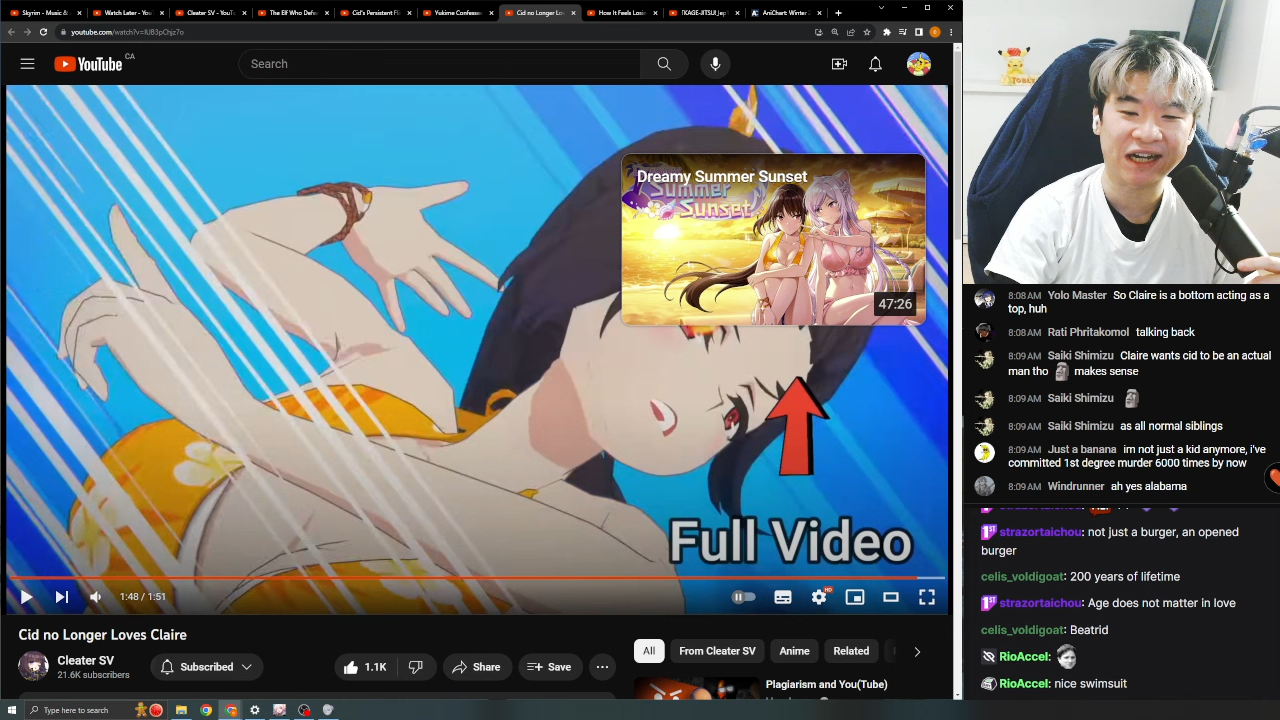 Skyrim - Music &
Watch Later - You
Cleater SV - YouT
The Elf Who Defe
Cid's Persistent Fl
Yukime Confesse
Cid no Longer Lo
How It Feels Losi
AniChart: Winter 2
youtube.com/watch?v=IU83pChjz7o
YouTube CA
Search
Dreamy Summer Sunset
Summer
Sunset
47:26
Full Video
1:48 / 1:51
HD
Cid no Longer Loves Claire
Cleater SV
21.6K subscribers
Subscribed
1.1K
Share
Save
All
From Cleater SV
Anime
Related
Plagiarism and You(Tube)
Type here to search
8:08 AM Yolo Master So Claire is a bottom acting as a
top, huh
8:08 AM Rati Phritakomol talking back
8:09 AM Saiki Shimizu Claire wants cid to be an actual
man tho makes sense
8:09 AM Saiki Shimizu
8:09 AM Saiki Shimizu as all normal siblings
8:09 AM Just a banana im not just a kid anymore, i've
committed 1st degree murder 6000 times by now
8:09 AM Windrunner ah yes alabama
1ST strazortaichou: not just a burger, an opened
burger
celis_voldigoat: 200 years of lifetime
1ST strazortaichou: Age does not matter in love
celis_voldigoat: Beatrid
RioAccel:
RioAccel: nice swimsuit